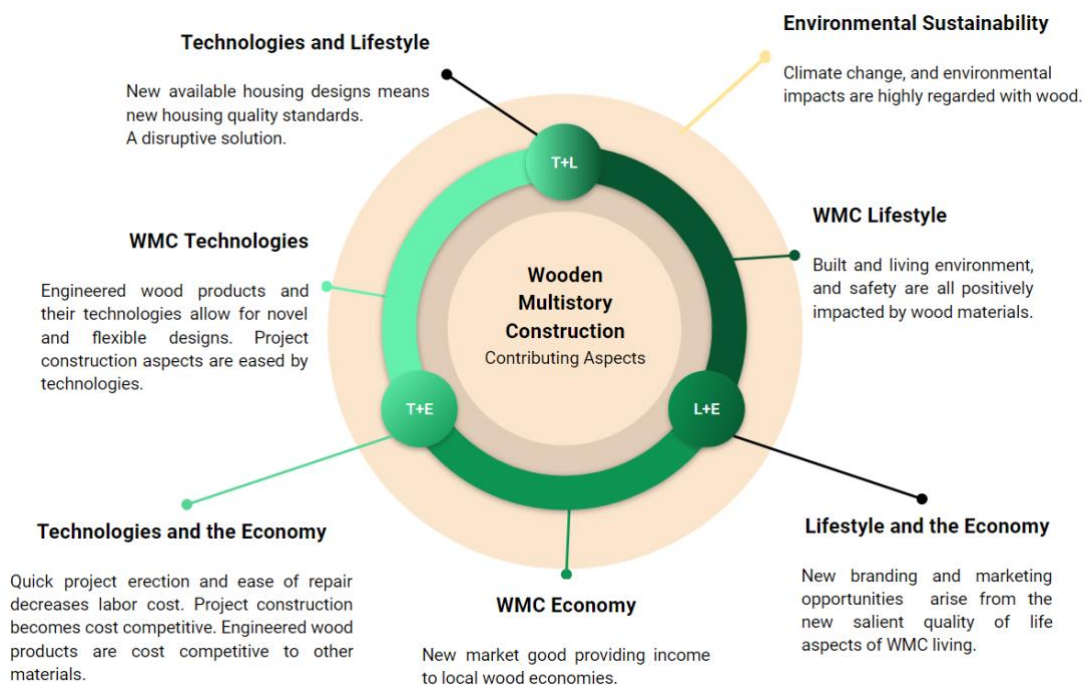 Technologies and Lifestyle
New available housing designs means
new housing quality standards.
A disruptive solution.
Environmental Sustainability
Climate change, and environmental
impacts are highly regarded with wood.
T+L
WMC Technologies
Engineered wood products and
their technologies allow for novel
and flexible designs. Project
construction aspects are eased by
technologies.
Wooden
Multistory
Construction
Contributing Aspects
WMC Lifestyle
Built and living environment,
and safety are all positively
impacted by wood materials.
T+E
L+E
Technologies and the Economy
Quick project erection and ease of repair
decreases labor cost. Project construction
becomes cost competitive. Engineered wood
products are cost competitive to other
materials.
WMC Economy
New market good providing income
to local wood economies.
Lifestyle and the Economy
New branding and marketing
opportunities arise from the
new salient quality of life
aspects of WMC living.